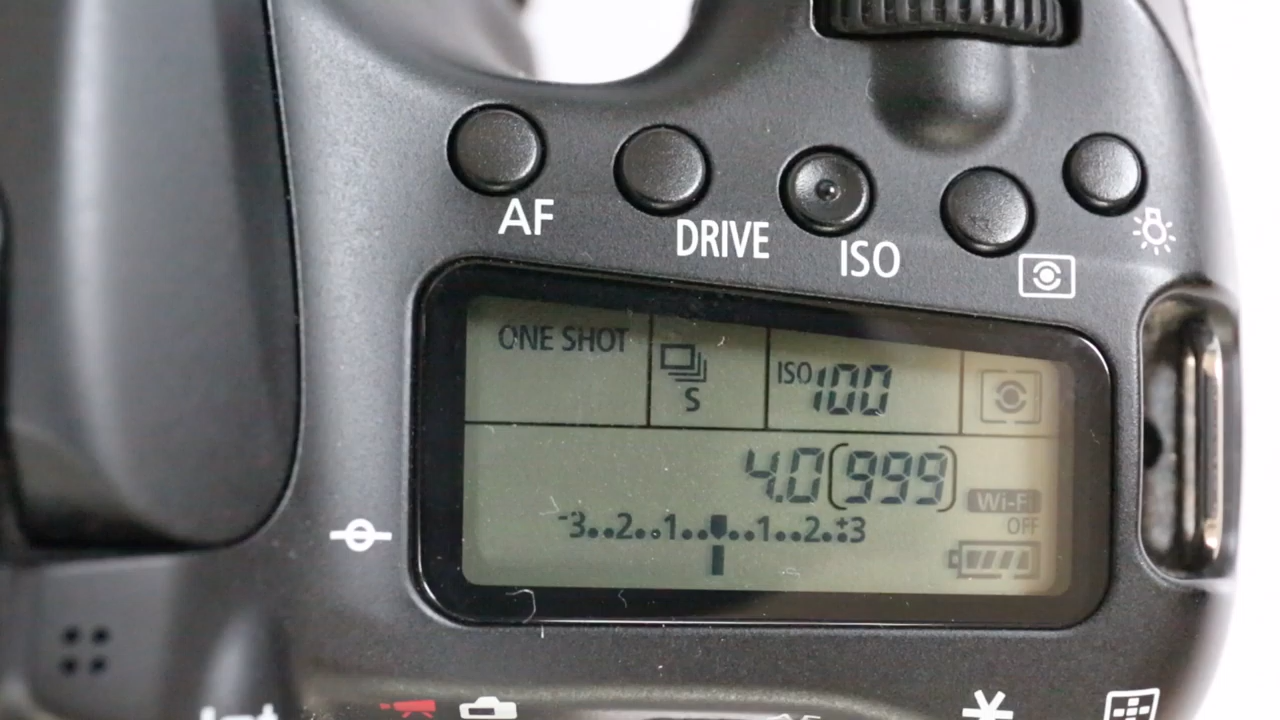 AF
DRIVE
ISO
ONE SHOT
S
ISO 100
4.0(999)
Wi-Fi
OFF
-3..2..1..▼..1..2..+3